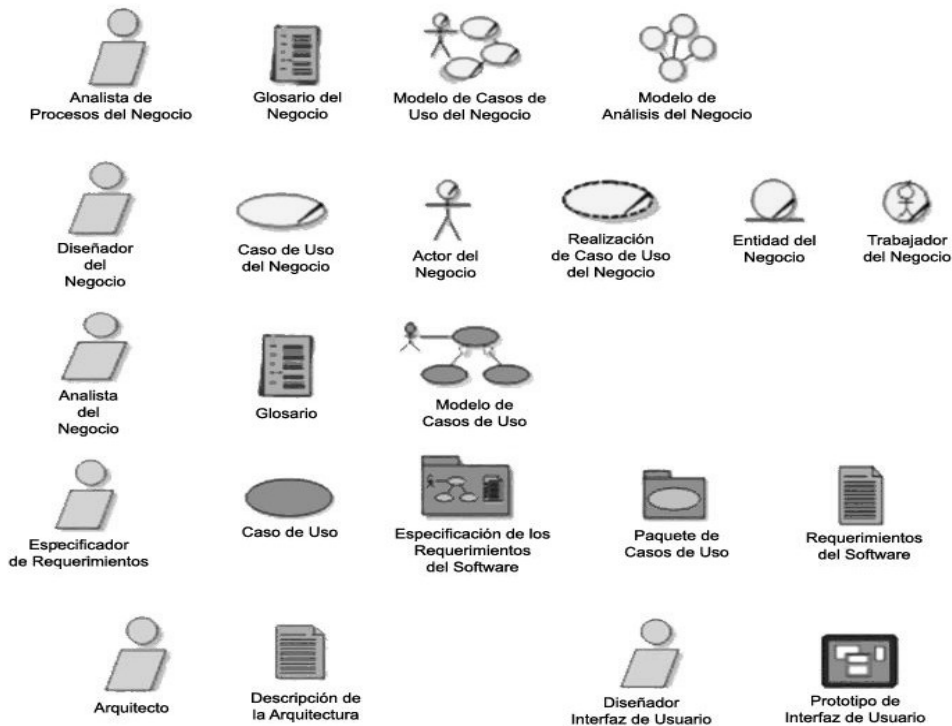 Analista de
Procesos del Negocio
Glosario del
Negocio
Modelo de Casos de
Uso del Negocio
Modelo de
Análisis del Negocio
Diseñador
del
Negocio
Caso de Uso
del Negocio
Actor del
Negocio
Realización
de Caso de Uso
del Negocio
Entidad del
Negocio
Trabajador
del Negocio
Analista
del
Negocio
Glosario
Modelo de
Casos de Uso
Especificador
de Requerimientos
Caso de Uso
Especificación de los
Requerimientos
del Software
Paquete de
Casos de Uso
Requerimientos
del Software
Arquitecto
Descripción de
la Arquitectura
Diseñador
Interfaz de Usuario
Prototipo de
Interfaz de Usuario